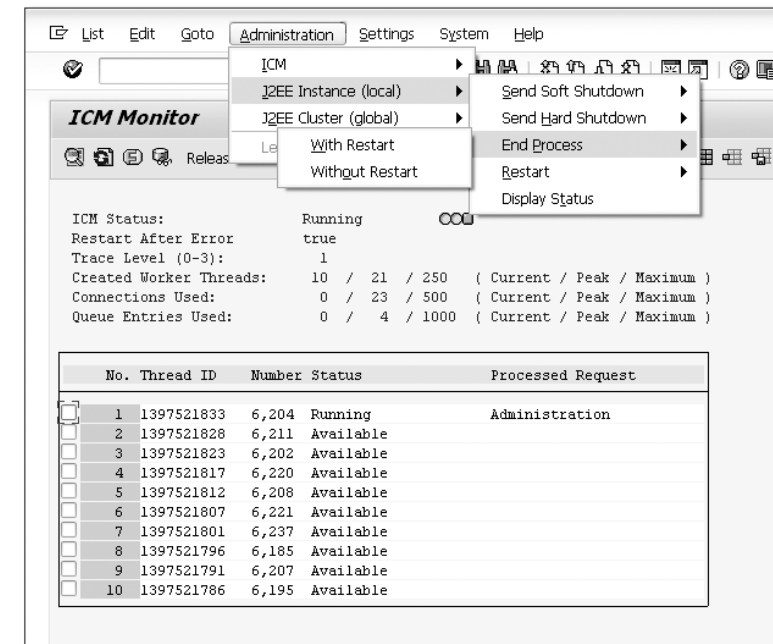 List Edit Goto Administration Settings System Help
ICM
J2EE Instance (local)
J2EE Cluster (global)
With Restart
Without Restart
Send Soft Shutdown
Send Hard Shutdown
End Process
Restart
Display Status
ICM Monitor
Releas
ICM Status: Running
Restart After Error true
Trace Level (0-3): 1
Created Worker Threads: 10 / 21 / 250 ( Current / Peak / Maximum )
Connections Used: 0 / 23 / 500 ( Current / Peak / Maximum )
Queue Entries Used: 0 / 4 / 1000 ( Current / Peak / Maximum )
No. Thread ID Number Status Processed Request
1 1397521833 6,204 Running Administration
2 1397521828 6,211 Available
3 1397521823 6,202 Available
4 1397521817 6,220 Available
5 1397521812 6,208 Available
6 1397521807 6,221 Available
7 1397521801 6,237 Available
8 1397521796 6,185 Available
9 1397521791 6,207 Available
10 1397521786 6,195 Available